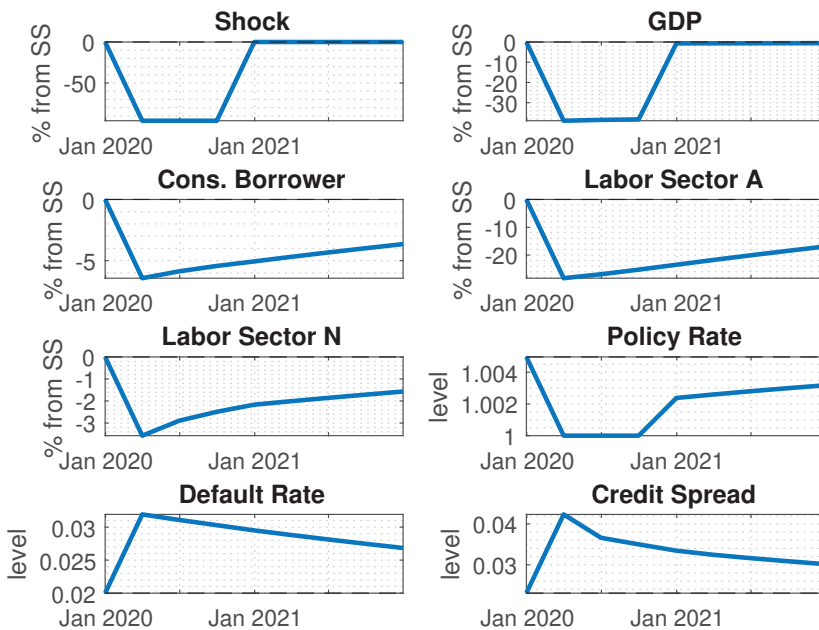 Shock
% from SS
0
-50
Jan 2020
Jan 2021
GDP
% from SS
0
-10
-20
-30
Jan 2020
Jan 2021
Cons. Borrower
% from SS
0
-5
Jan 2020
Jan 2021
Labor Sector A
% from SS
0
-10
-20
Jan 2020
Jan 2021
Labor Sector N
% from SS
0
-1
-2
-3
Jan 2020
Jan 2021
Policy Rate
level
1.004
1.002
1
Jan 2020
Jan 2021
Default Rate
level
0.03
0.025
0.02
Jan 2020
Jan 2021
Credit Spread
level
0.04
0.03
Jan 2020
Jan 2021